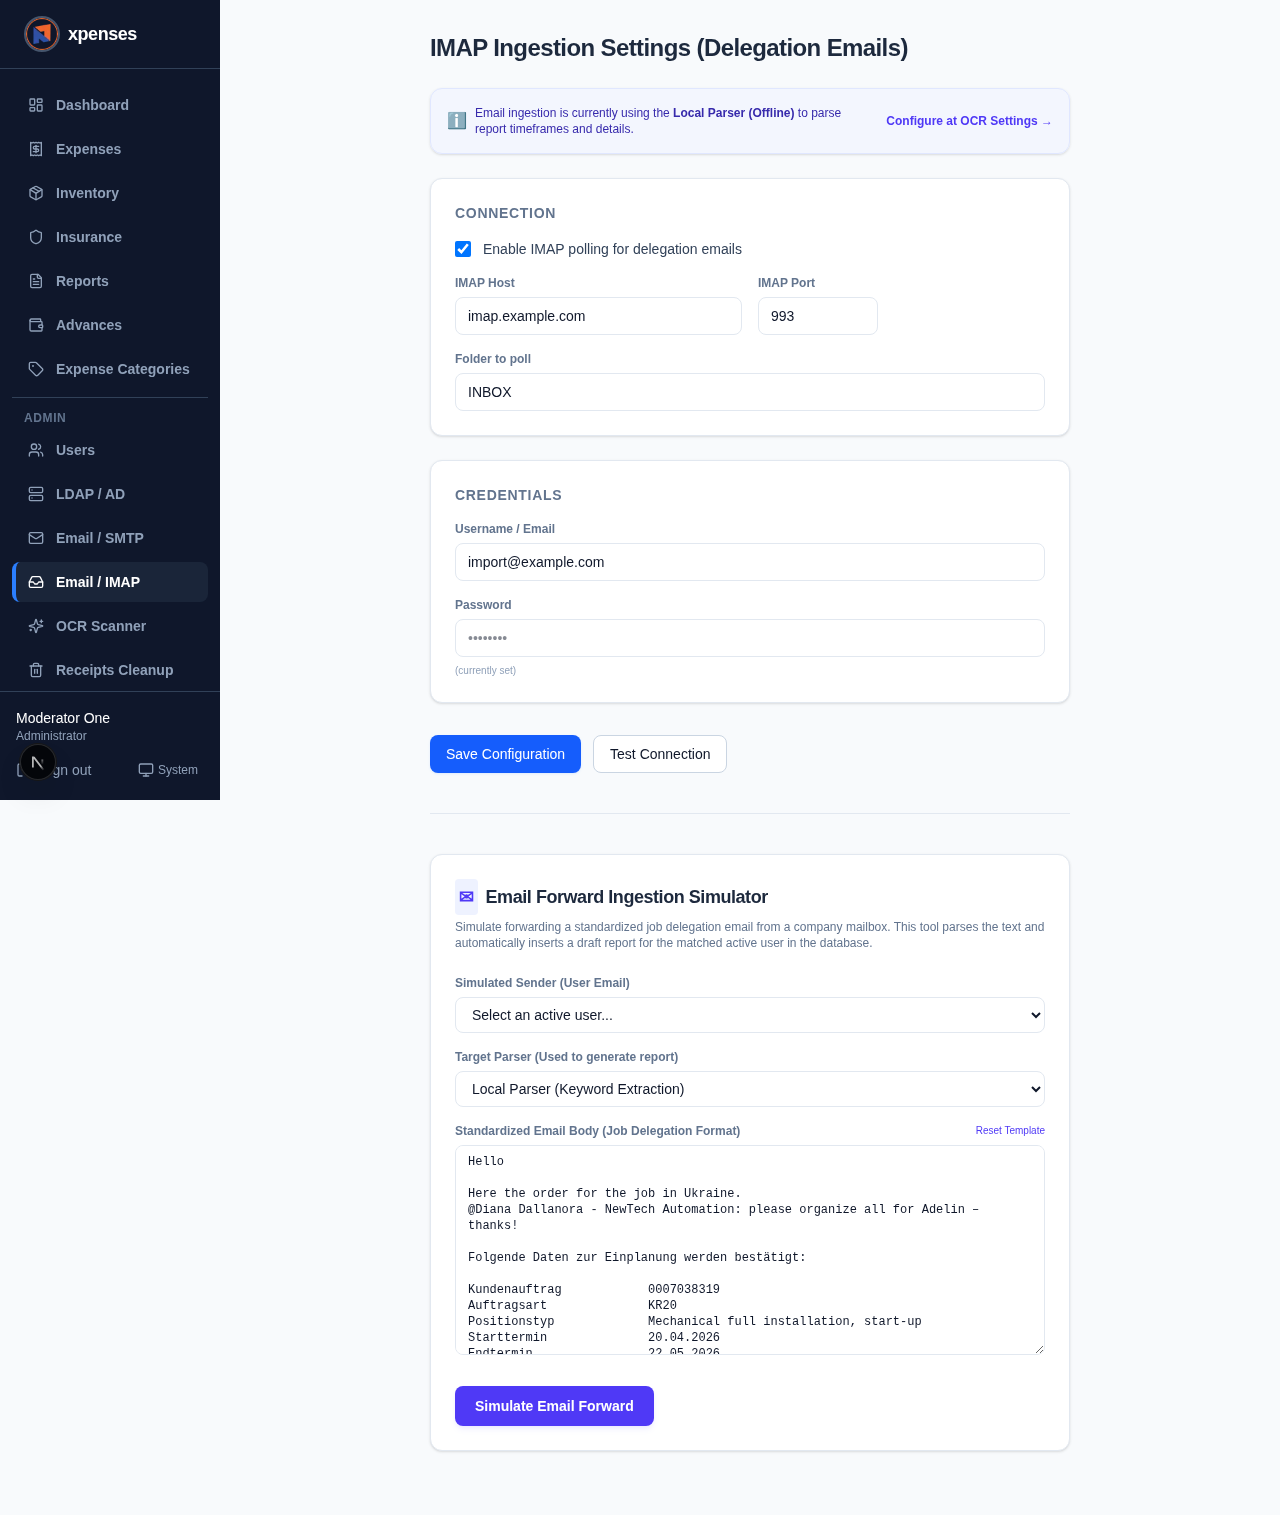 xpenses
Dashboard
Expenses
Inventory
Insurance
Reports
Advances
Expense Categories
ADMIN
Users
LDAP / AD
Email / SMTP
Email / IMAP
OCR Scanner
Receipts Cleanup
Moderator One
Administrator
gn out
System
IMAP Ingestion Settings (Delegation Emails)
Email ingestion is currently using the Local Parser (Offline) to parse
report timeframes and details.
Configure at OCR Settings →
CONNECTION
Enable IMAP polling for delegation emails
IMAP Host
IMAP Port
imap.example.com
993
Folder to poll
INBOX
CREDENTIALS
Username / Email
import@example.com
Password
••••••••
(currently set)
Save Configuration
Test Connection
Email Forward Ingestion Simulator
Simulate forwarding a standardized job delegation email from a company mailbox. This tool parses the text and
automatically inserts a draft report for the matched active user in the database.
Simulated Sender (User Email)
Select an active user...
Target Parser (Used to generate report)
Local Parser (Keyword Extraction)
Standardized Email Body (Job Delegation Format)
Reset Template
Hello
Here the order for the job in Ukraine.
@Diana Dallanora - NewTech Automation: please organize all for Adelin –
thanks!
Folgende Daten zur Einplanung werden bestätigt:
Kundenauftrag 0007038319
Auftragsart KR20
Positionstyp Mechanical full installation, start-up
Starttermin 20.04.2026
Endtermin 22.05.2026
Simulate Email Forward